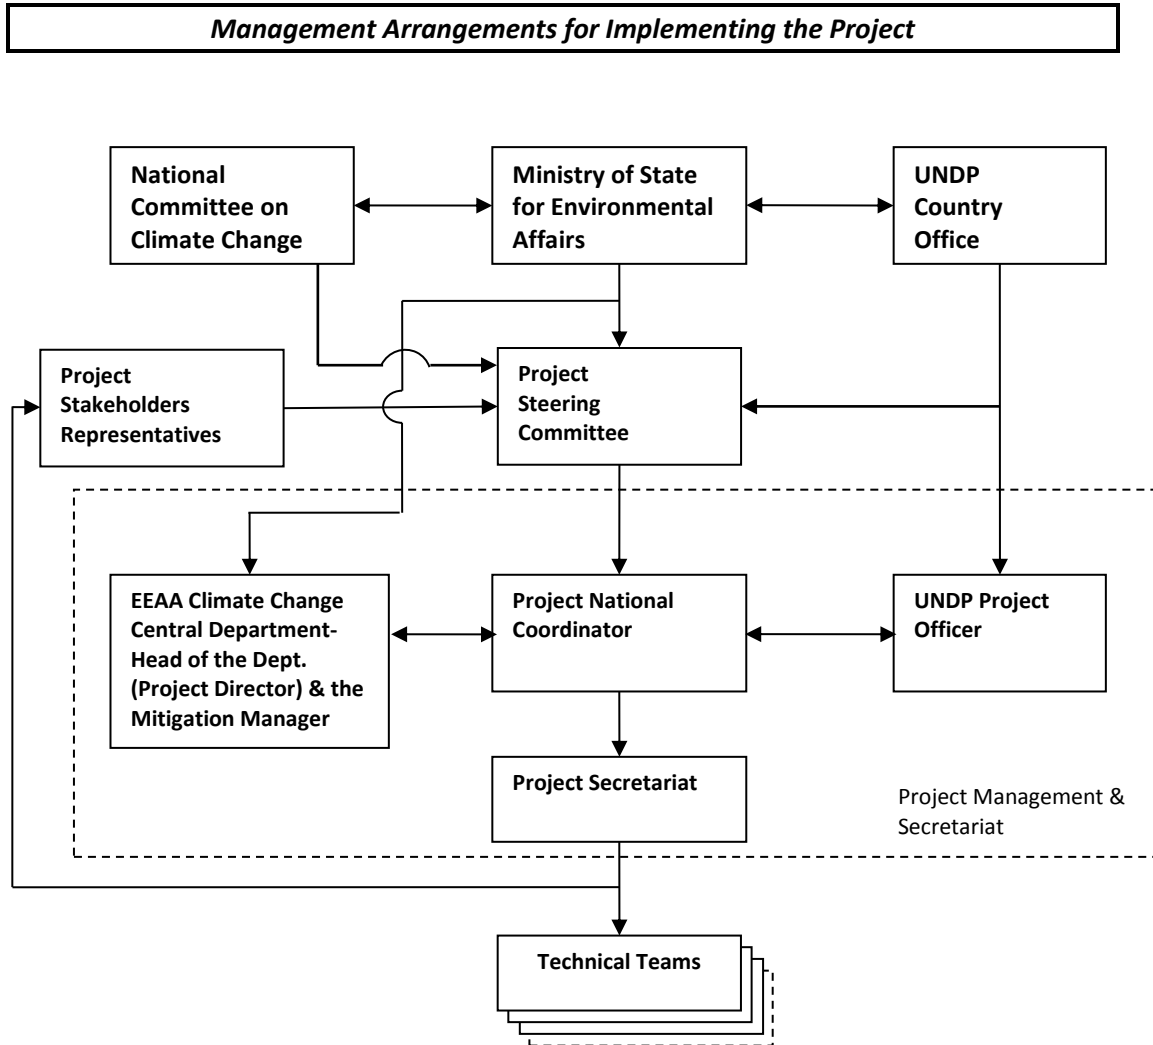 Management Arrangements for Implementing the Project
National
Committee on
Climate Change
Ministry of State
for Environmental
Affairs
UNDP
Country
Office
Project
Stakeholders
Representatives
Project
Steering
Committee
EEAA Climate Change
Central Department-
Head of the Dept.
(Project Director) & the
Mitigation Manager
Project National
Coordinator
UNDP Project
Officer
Project Secretariat
Project Management &
Secretariat
Technical Teams